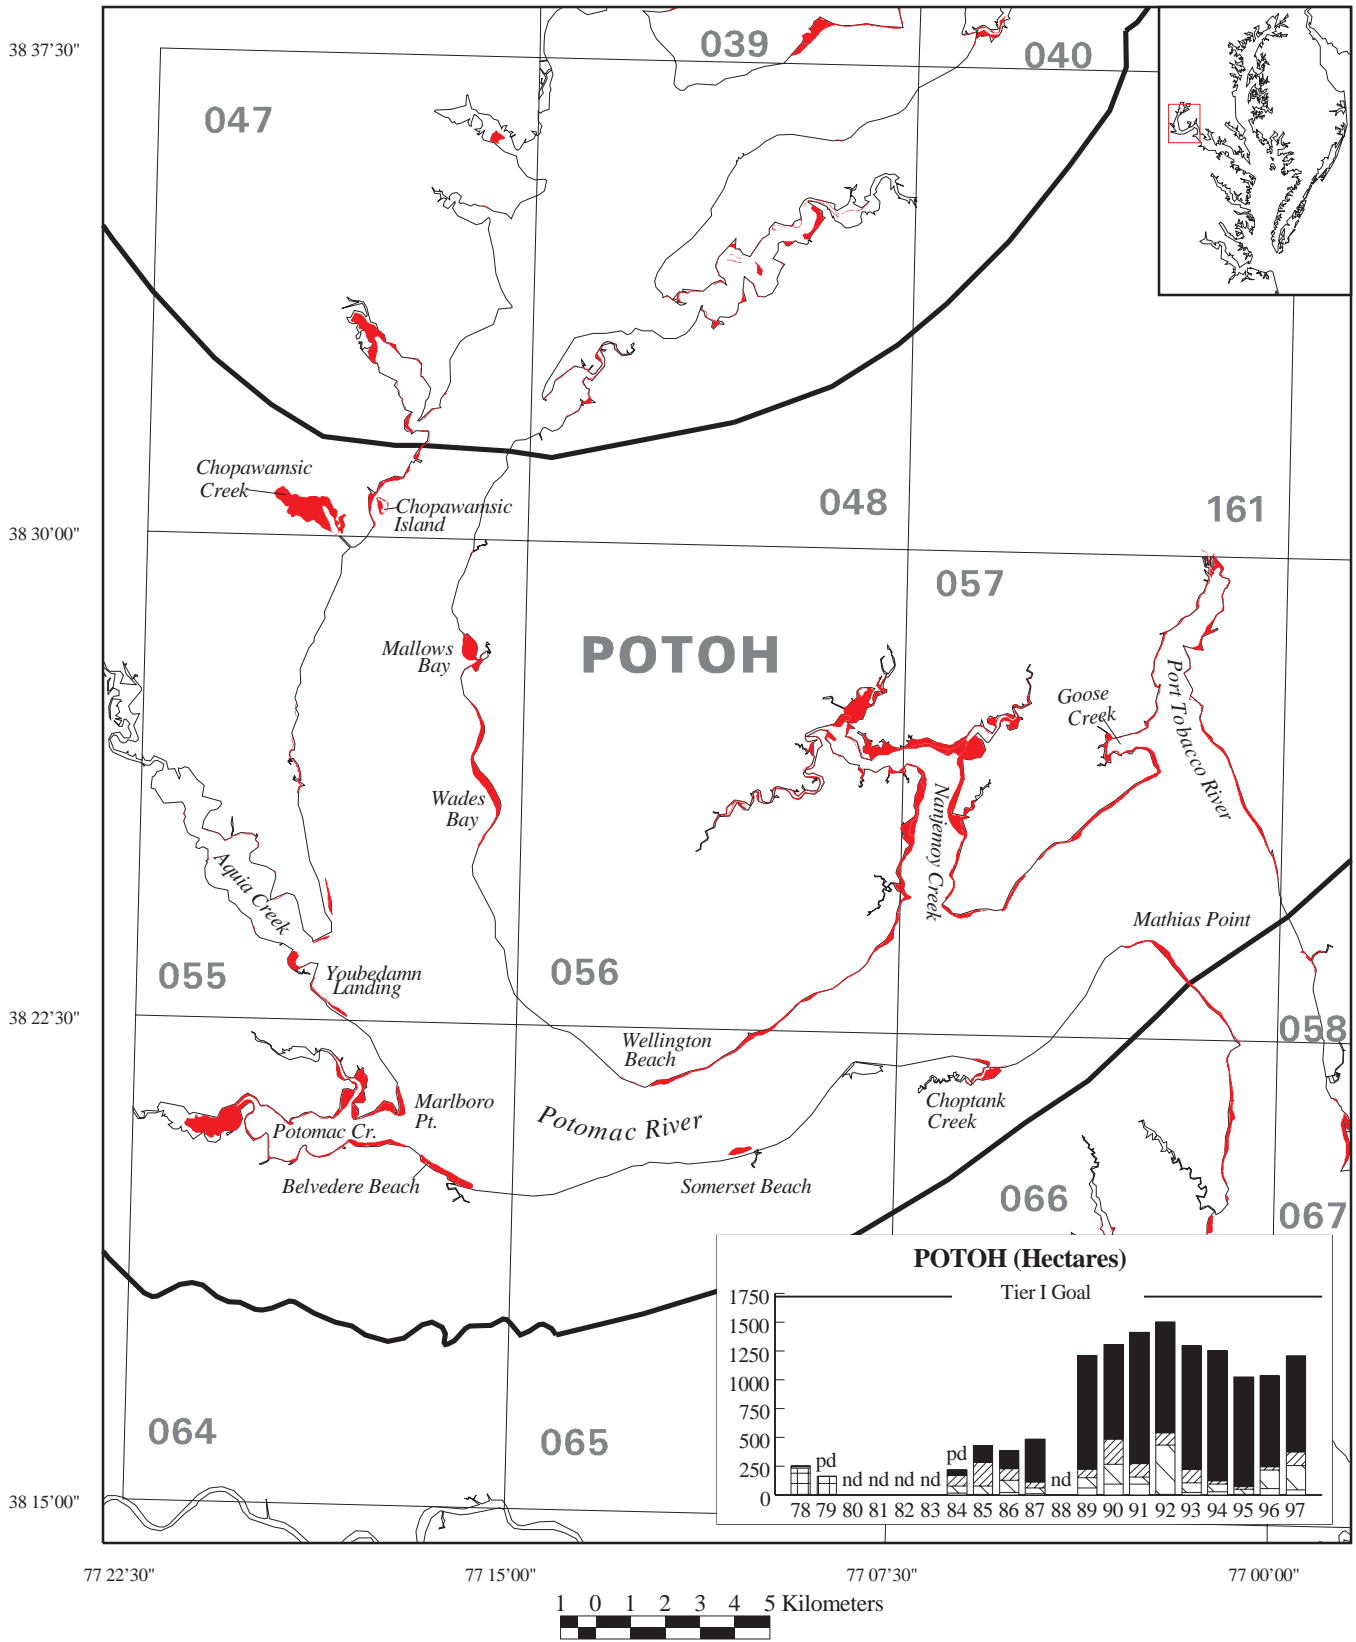 38 37'30"
039
040
047
Chopawamsic
Creek
Chopawamsic
Island
048
161
38 30'00"
057
POTOH
Mallows
Bay
Goose
Creek
Port Tobacco River
Wades
Bay
Nanjemoy Creek
Aquia Creek
Mathias Point
055
Youbedamn
Landing
056
38 22'30"
058
Wellington
Beach
Marlboro
Pt.
Potomac River
Choptank
Creek
Potomac Cr.
Belvedere Beach
Somerset Beach
066
067
POTOH (Hectares)
Tier I Goal
1750
1500
1250
1000
750
500
250
0
pd
nd nd nd nd
pd
nd
78 79 80 81 82 83 84 85 86 87 88 89 90 91 92 93 94 95 96 97
064
065
38 15'00"
77 22'30"
77 15'00"
77 07'30"
77 00'00"
1 0 1 2 3 4 5 Kilometers